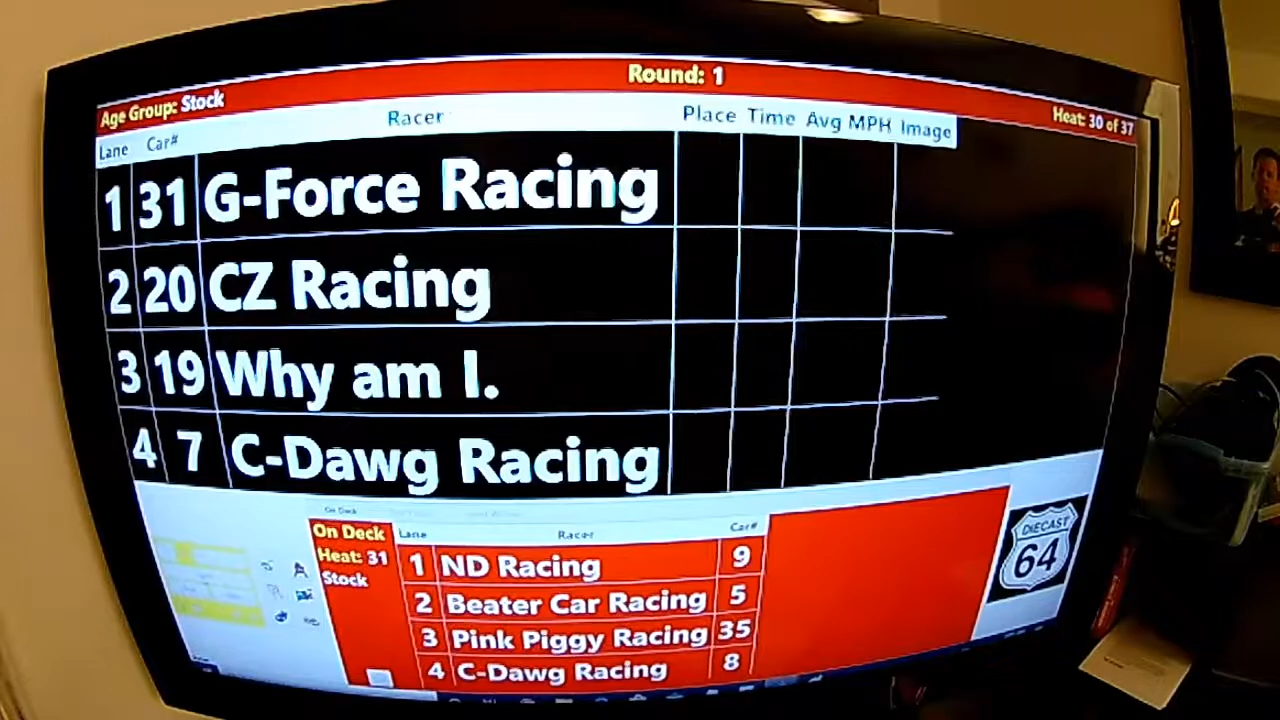 Age Group: Stock Round: 1 Heat: 30 of 37
Lane Car# Racer Place Time Avg MPH Image
1 31 G-Force Racing
2 20 CZ Racing
3 19 Why am I.
4 7 C-Dawg Racing
On Deck
On Deck Lane Racer Car#
Heat: 31 1 ND Racing 9
Stock 2 Beater Car Racing 5
3 Pink Piggy Racing 35
4 C-Dawg Racing 8
DIECAST
64